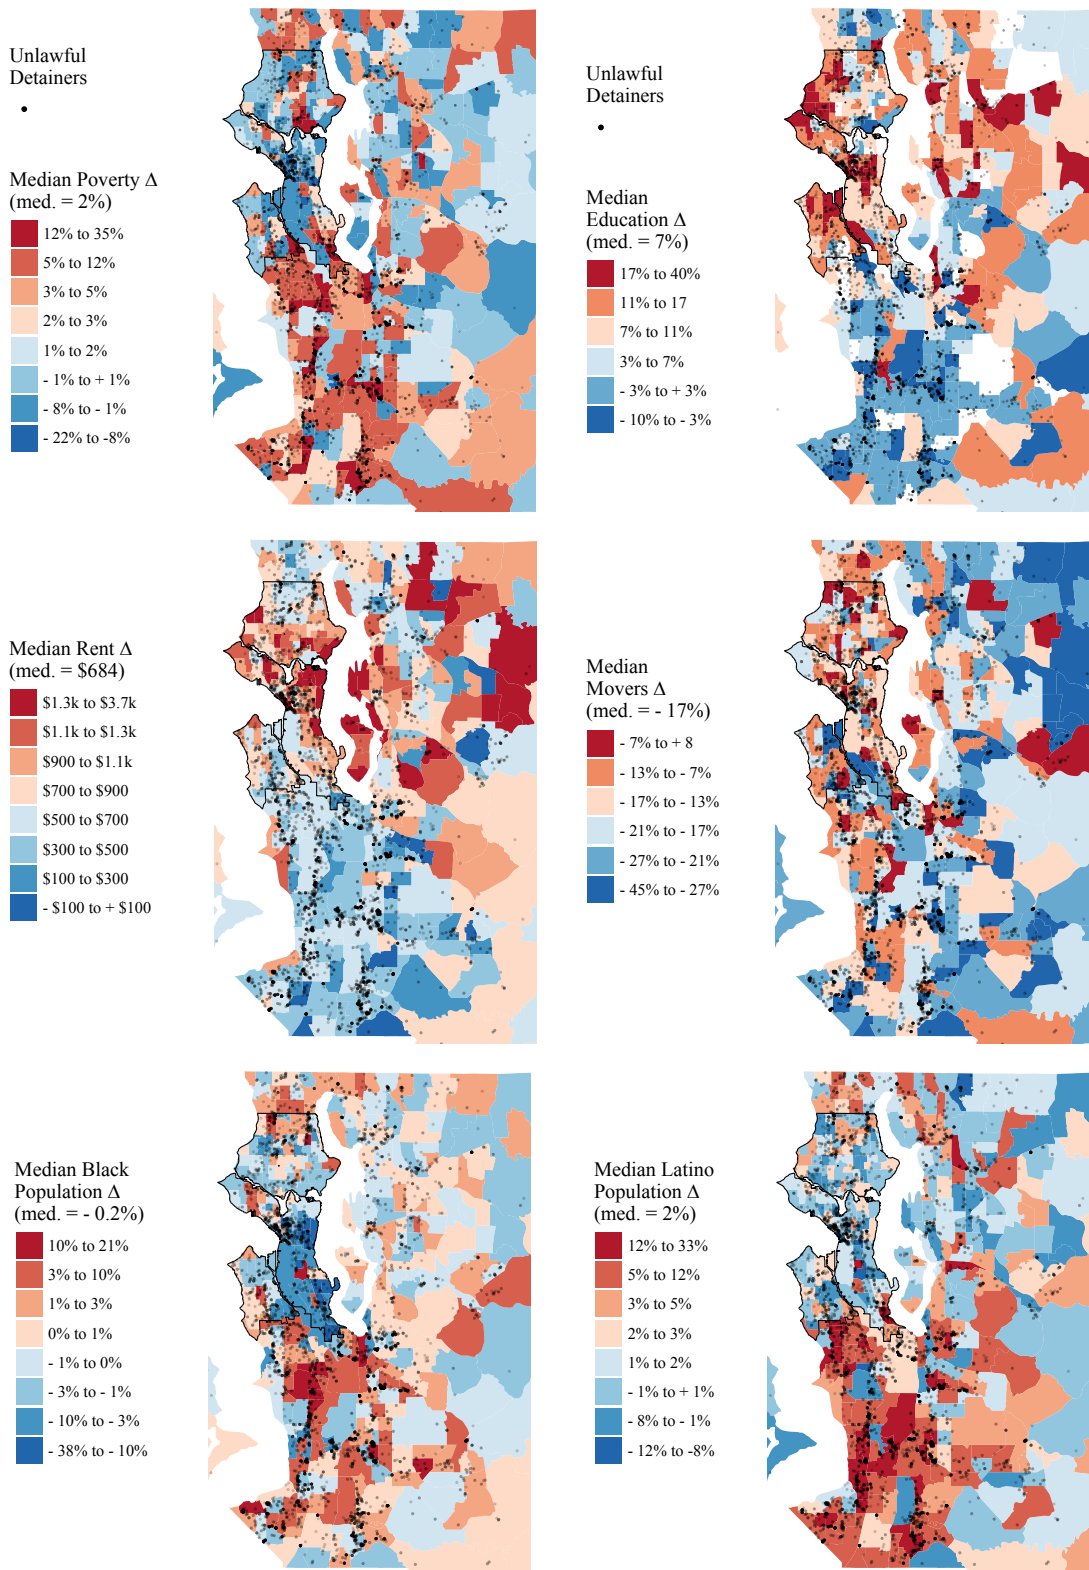 Unlawful
Detainers
Median Poverty Δ
(med. = 2%)
12% to 35%
5% to 12%
3% to 5%
2% to 3%
1% to 2%
- 1% to + 1%
- 8% to - 1%
- 22% to -8%
Unlawful
Detainers
Median
Education Δ
(med. = 7%)
17% to 40%
11% to 17
7% to 11%
3% to 7%
- 3% to + 3%
- 10% to - 3%
Median Rent Δ
(med. = $684)
$1.3k to $3.7k
$1.1k to $1.3k
$900 to $1.1k
$700 to $900
$500 to $700
$300 to $500
$100 to $300
- $100 to + $100
Median
Movers Δ
(med. = - 17%)
- 7% to + 8
- 13% to - 7%
- 17% to - 13%
- 21% to - 17%
- 27% to - 21%
- 45% to - 27%
Median Black
Population Δ
(med. = - 0.2%)
10% to 21%
3% to 10%
1% to 3%
0% to 1%
- 1% to 0%
- 3% to - 1%
- 10% to - 3%
- 38% to - 10%
Median Latino
Population Δ
(med. = 2%)
12% to 33%
5% to 12%
3% to 5%
2% to 3%
1% to 2%
- 1% to + 1%
- 8% to - 1%
- 12% to -8%